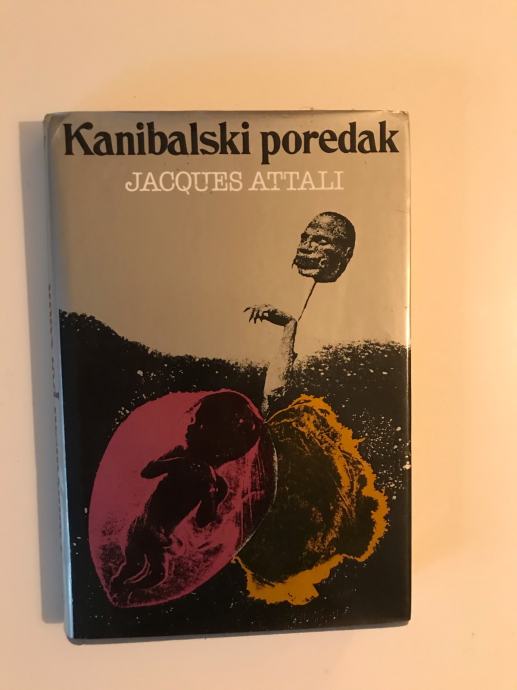 Kanibalski poredak
JACQUES ATTALI